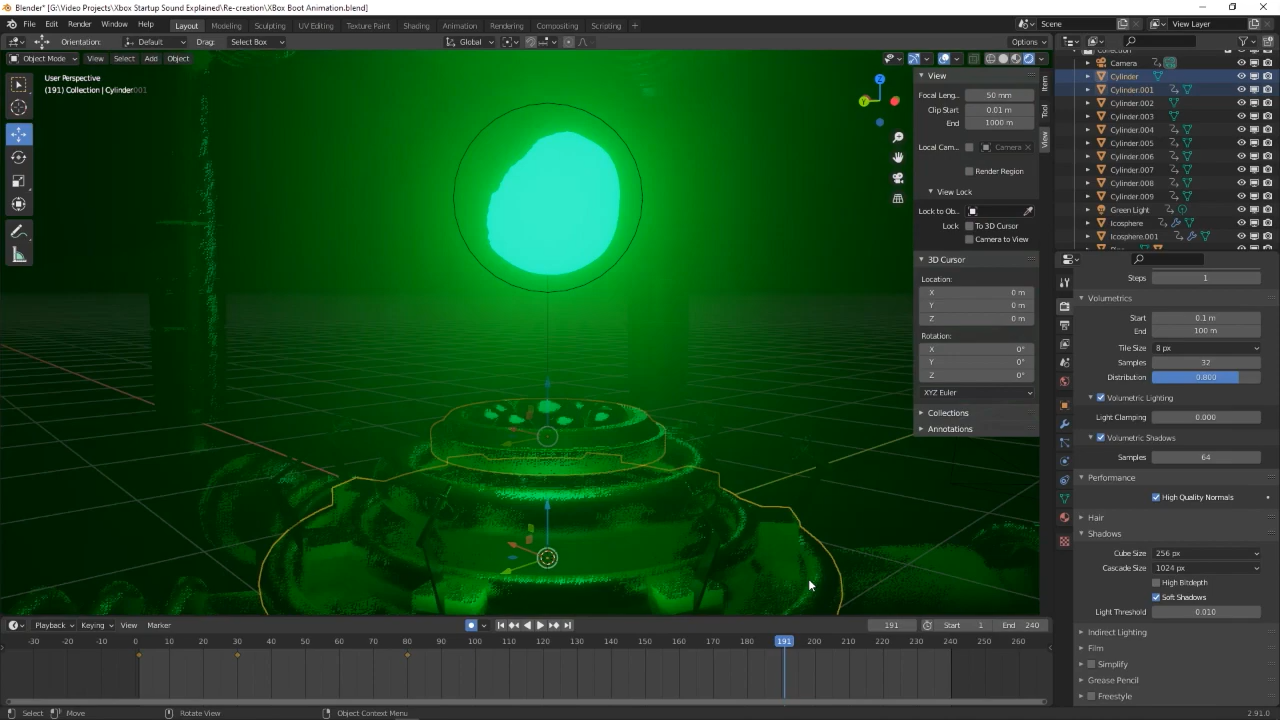 Blender* [G:\Video Projects\Xbox Startup Sound Explained\Re-creation\XBox Boot Animation.blend]
File Edit Render Window Help Layout Modeling Sculpting UV Editing Texture Paint Shading Animation Rendering Compositing Scripting + Scene View Layer
Orientation: Default Drag: Select Box Global Options
Object Mode View Select Add Object
User Perspective
(191) Collection | Cylinder001
Z
Y
View
Focal Leng... 50 mm
Clip Start 0.01 m
End 1000 m
Local Cam... Camera
Render Region
View Lock
Lock to Ob...
Lock To 3D Cursor
Camera to View
3D Cursor
Location:
X 0 m
Y 0 m
Z 0 m
Rotation:
X 0°
Y 0°
Z 0°
XYZ Euler
Collections
Annotations
Item
Tool
View
Collection
Camera
Cylinder
Cylinder.001
Cylinder.002
Cylinder.003
Cylinder.004
Cylinder.005
Cylinder.006
Cylinder.007
Cylinder.008
Cylinder.009
Green Light
Icosphere
Icosphere.001
Steps 1
Volumetrics
Start 0.1 m
End 100 m
Tile Size 8 px
Samples 32
Distribution 0.800
Volumetric Lighting
Light Clamping 0.000
Volumetric Shadows
Samples 64
Performance
High Quality Normals
Hair
Shadows
Cube Size 256 px
Cascade Size 1024 px
High Bitdepth
Soft Shadows
Light Threshold 0.010
Indirect Lighting
Film
Simplify
Grease Pencil
Freestyle
Playback Keying View Marker 191 Start 1 End 240
-30 -20 -10 0 10 20 30 40 50 60 70 80 90 100 110 120 130 140 150 160 170 180 191 200 210 220 230 240 250 260
Select Move Rotate View Object Context Menu 2.91.0